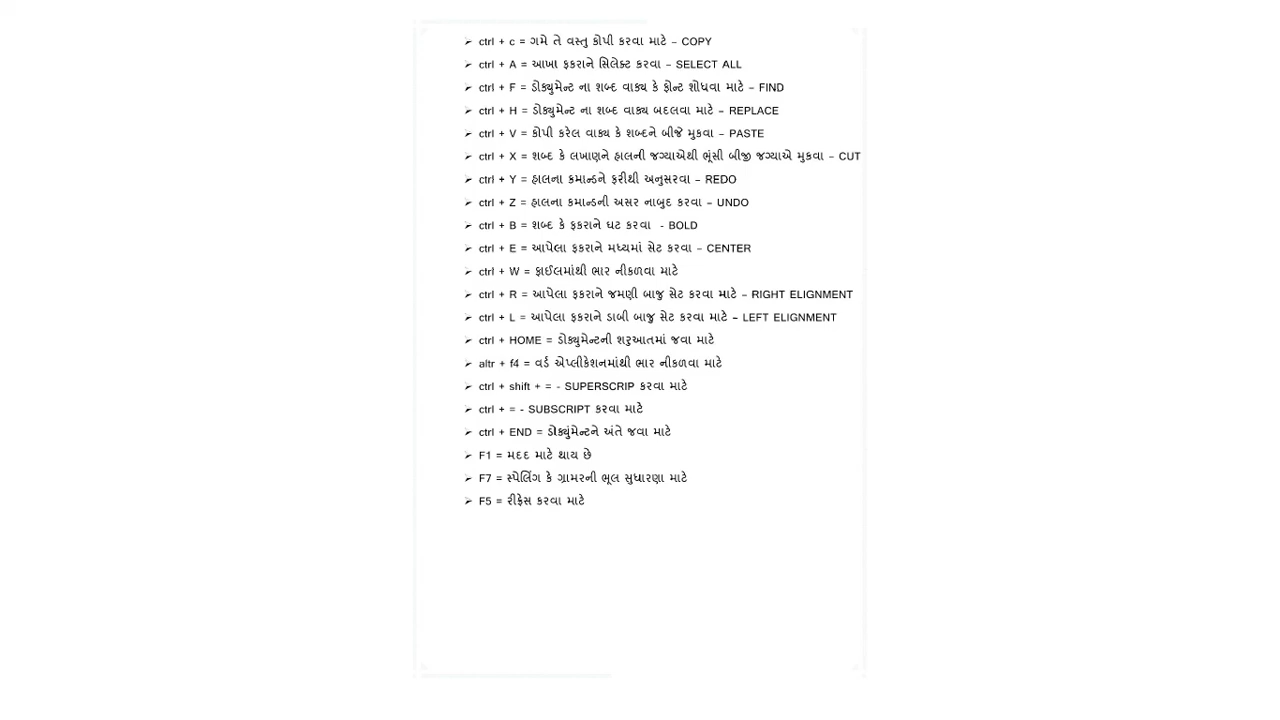 ➢ ctrl + c = ગમે તે વસ્તુ કોપી કરવા માટે – COPY
➢ ctrl + A = આખા ફકરાને સિલેક્ટ કરવા – SELECT ALL
➢ ctrl + F = ડોક્યુમેન્ટ ના શબ્દ વાક્ય કે ફોન્ટ શોધવા માટે – FIND
➢ ctrl + H = ડોક્યુમેન્ટ ના શબ્દ વાક્ય બદલવા માટે – REPLACE
➢ ctrl + V = કોપી કરેલ વાક્ય કે શબ્દને બીજે મુકવા – PASTE
➢ ctrl + X = શબ્દ કે લખાણને હાલની જગ્યાએથી ભૂંસી બીજી જગ્યાએ મુકવા – CUT
➢ ctrl + Y = હાલના કમાન્ડને ફરીથી અનુસરવા – REDO
➢ ctrl + Z = હાલના કમાન્ડની અસર નાબુદ કરવા – UNDO
➢ ctrl + B = શબ્દ કે ફકરાને ઘટ કરવા - BOLD
➢ ctrl + E = આપેલા ફકરાને મધ્યમાં સેટ કરવા – CENTER
➢ ctrl + W = ફાઈલમાંથી ભાર નીકળવા માટે
➢ ctrl + R = આપેલા ફકરાને જમણી બાજુ સેટ કરવા માટે – RIGHT ELIGNMENT
➢ ctrl + L = આપેલા ફકરાને ડાબી બાજુ સેટ કરવા માટે – LEFT ELIGNMENT
➢ ctrl + HOME = ડોક્યુમેન્ટની શરુઆતમાં જવા માટે
➢ altr + f4 = વર્ડ એપ્લીકેશનમાંથી ભાર નીકળવા માટે
➢ ctrl + shift + = - SUPERSCRIP કરવા માટે
➢ ctrl + = - SUBSCRIPT કરવા માટે
➢ ctrl + END = ડોક્યુંમેન્ટને અંતે જવા માટે
➢ F1 = મદદ માટે થાય છે
➢ F7 = સ્પેલિંગ કે ગ્રામરની ભૂલ સુધારણા માટે
➢ F5 = રીફ્રેસ કરવા માટે